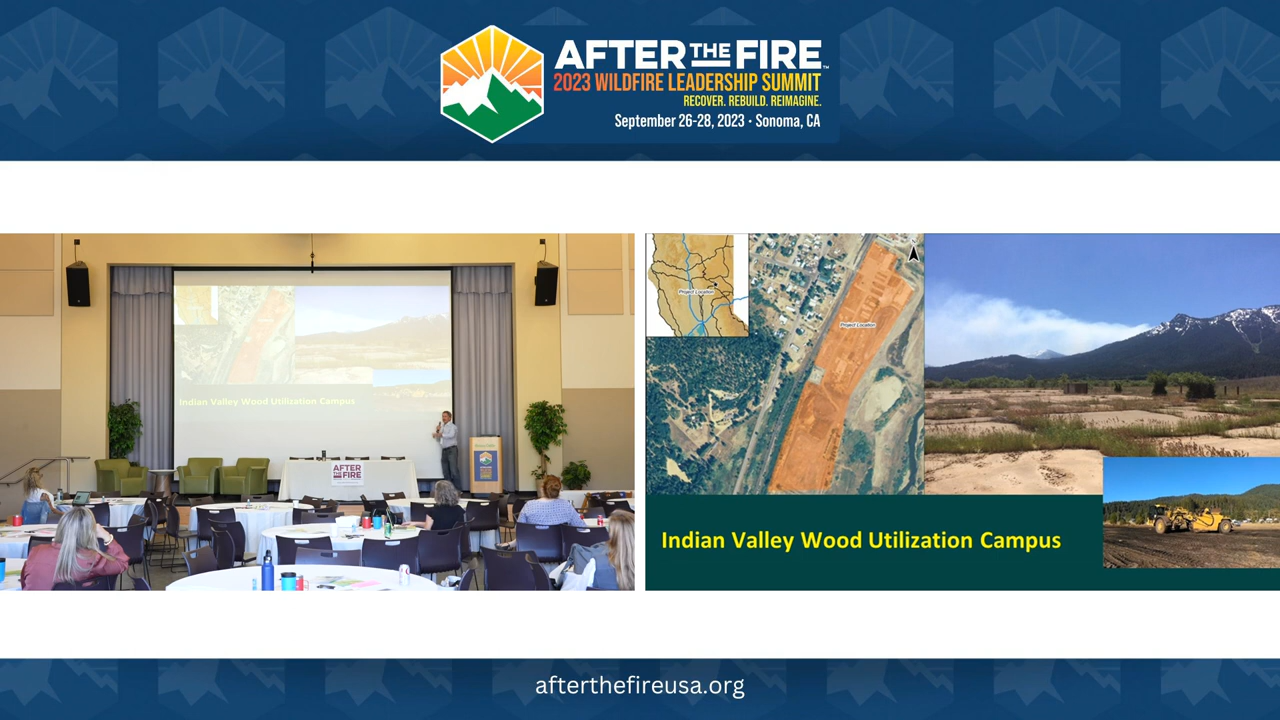 AFTER THE FIRE™
2023 WILDFIRE LEADERSHIP SUMMIT
RECOVER. REBUILD. REIMAGINE.
September 26-28, 2023 • Sonoma, CA
Indian Valley Wood Utilization Campus
AFTER
THE FIRE
Project Location
Project Location
Indian Valley Wood Utilization Campus
afterthefireusa.org